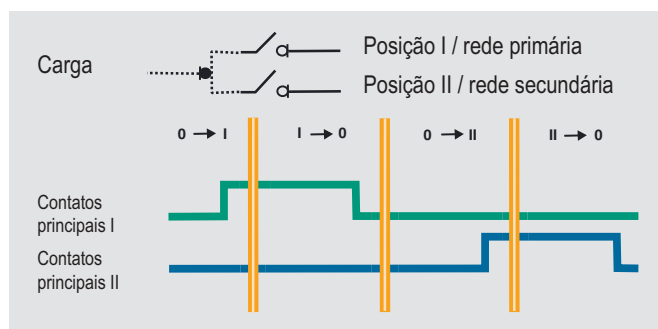 Carga
Posição I / rede primária
Posição II / rede secundária
0 → I
I → 0
0 → II
II → 0
Contatos
principais I
Contatos
principais II